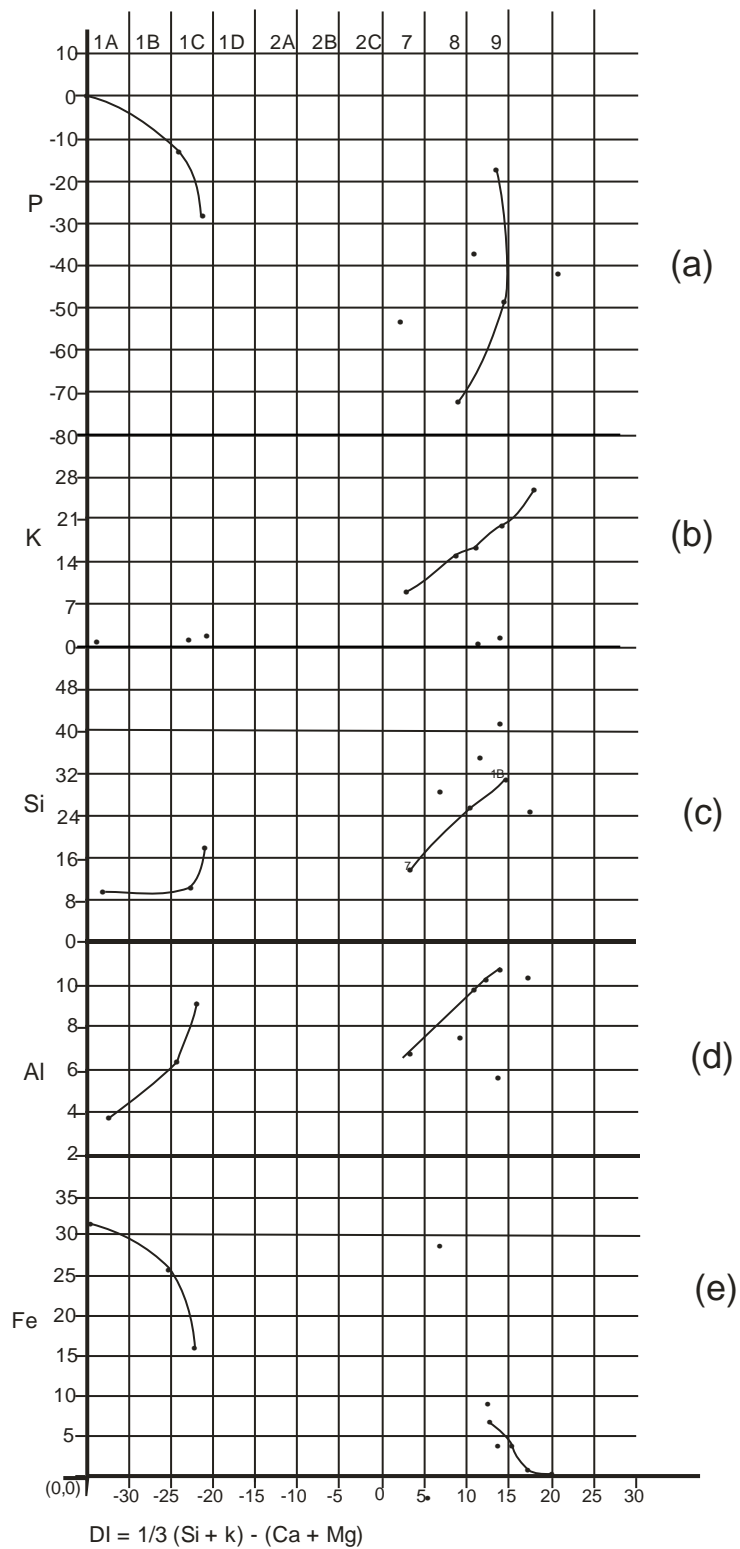 1A 1B 1C 1D 2A 2B 2C 7 8 9
10
0
-10
-20
P
-30
(a)
-40
-50
-60
-70
-80
28
21
K
(b)
14
7
0
48
40
32
1B
Si
(c)
24
16
7
8
0
10
8
Al
(d)
6
4
2
35
30
25
(e)
Fe
20
15
10
5
(0,0) -30 -25 -20 -15 -10 -5 0 5 10 15 20 25 30
DI = 1/3 (Si + k) - (Ca + Mg)